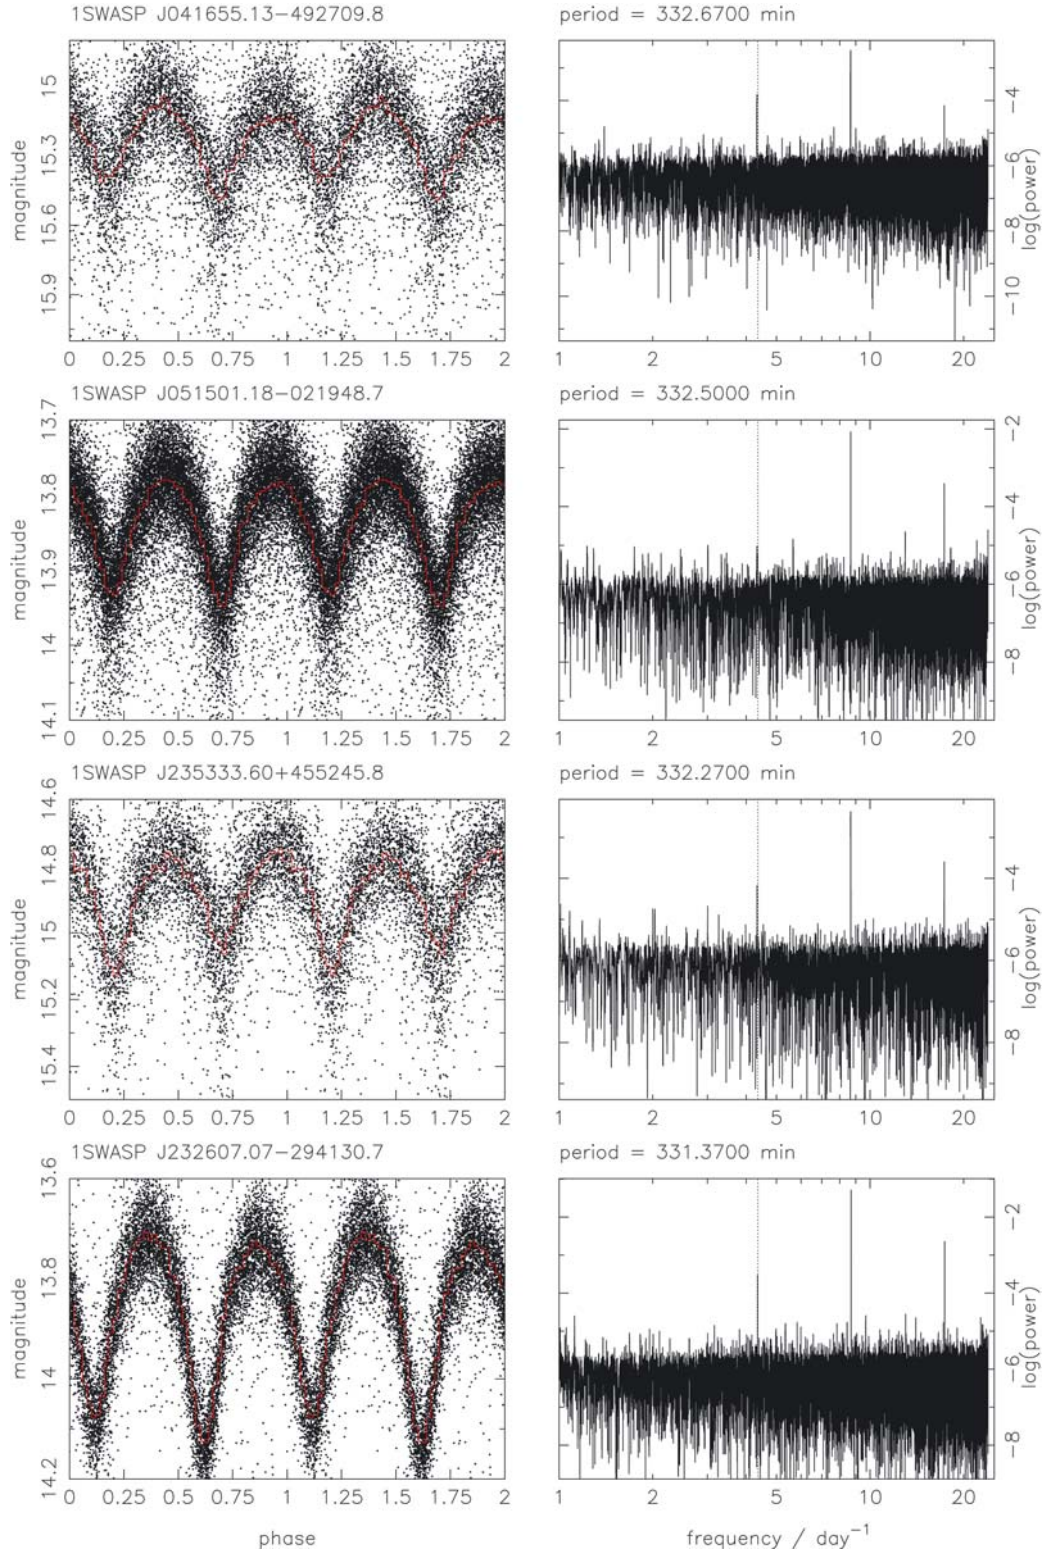 1SWASP J041655.13−492709.8
period = 332.6700 min
magnitude
15
15.3
15.6
15.9
0 0.25 0.5 0.75 1 1.25 1.5 1.75 2
log(power)
−4
−6
−8
−10
1 2 5 10 20
1SWASP J051501.18−021948.7
period = 332.5000 min
magnitude
13.7
13.8
13.9
14
14.1
0 0.25 0.5 0.75 1 1.25 1.5 1.75 2
log(power)
−2
−4
−6
−8
1 2 5 10 20
1SWASP J235333.60+455245.8
period = 332.2700 min
magnitude
14.6
14.8
15
15.2
15.4
0 0.25 0.5 0.75 1 1.25 1.5 1.75 2
log(power)
−4
−6
−8
1 2 5 10 20
1SWASP J232607.07−294130.7
period = 331.3700 min
magnitude
13.6
13.8
14
14.2
0 0.25 0.5 0.75 1 1.25 1.5 1.75 2
phase
log(power)
−2
−4
−6
−8
1 2 5 10 20
frequency / day⁻¹